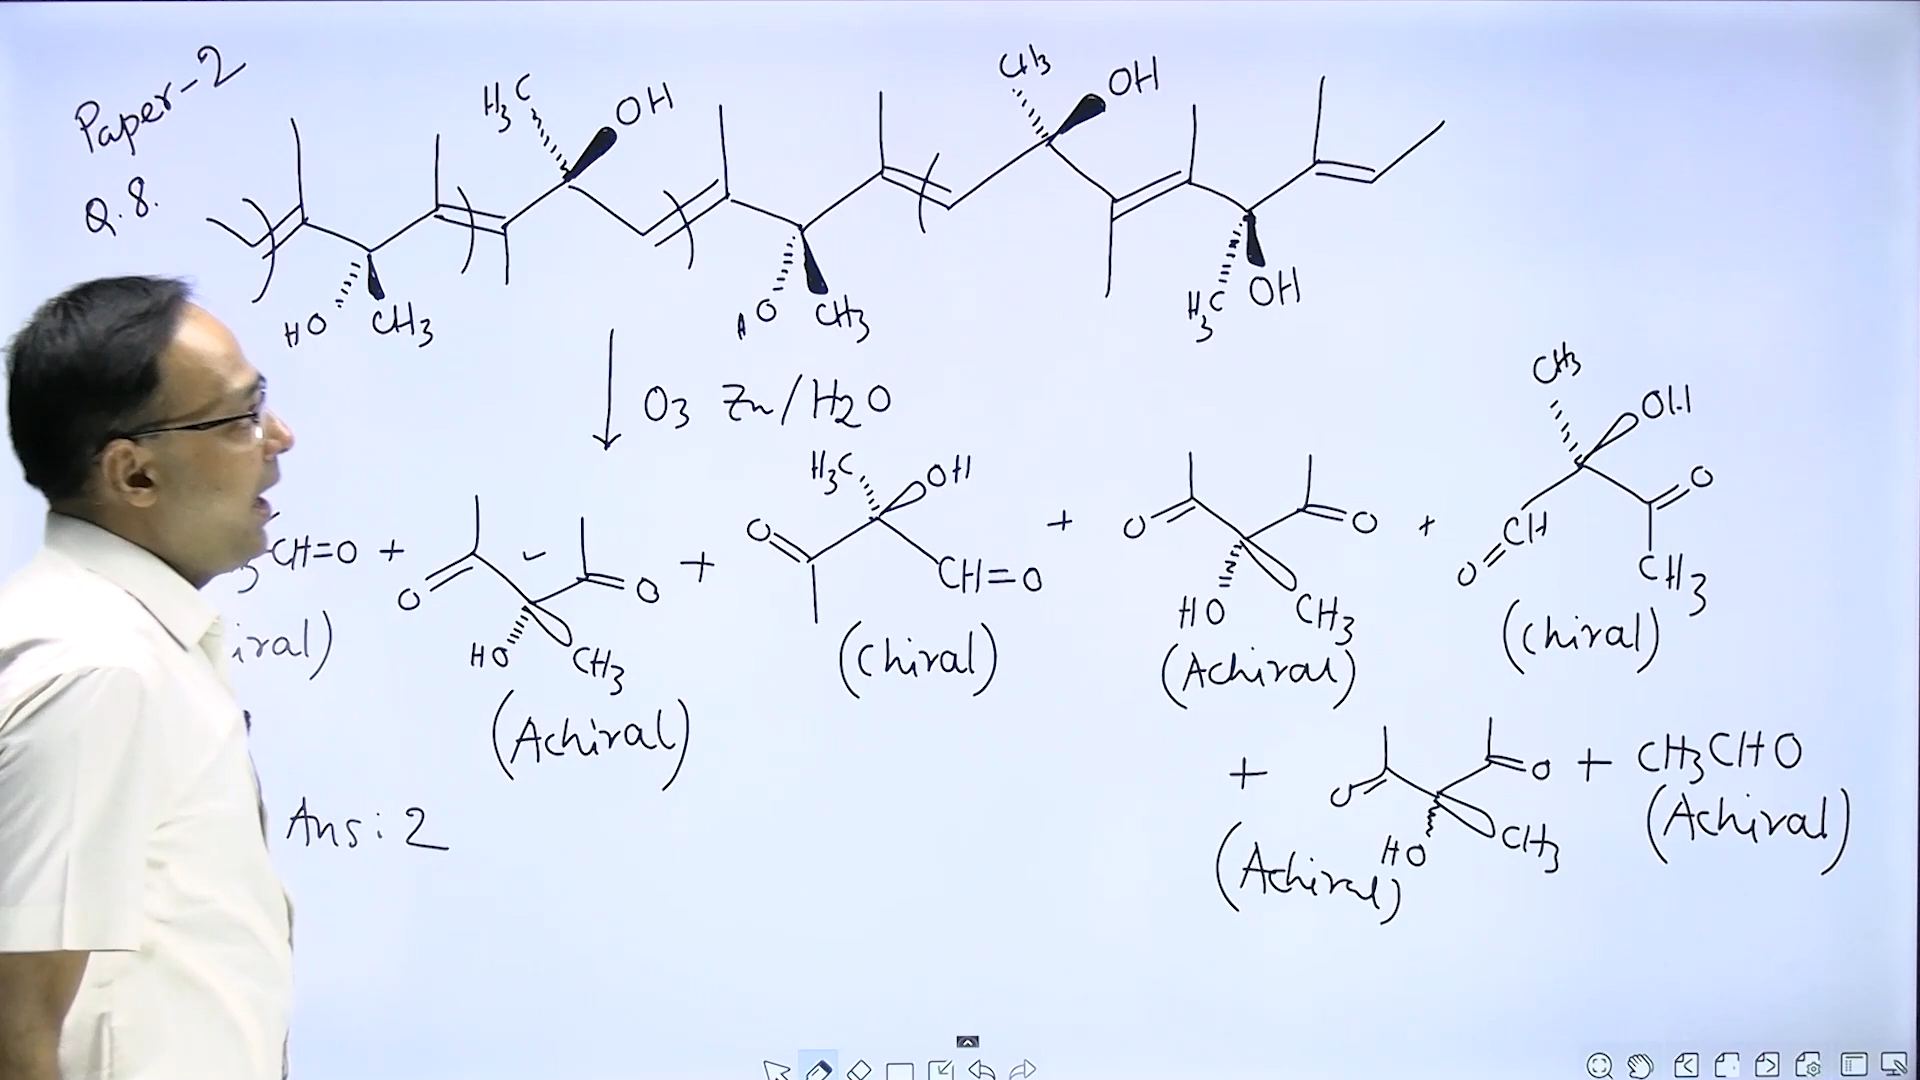 Paper-2
Q.8.
HO
CH3
H3C
OH
HO
CH3
CH3
OH
H3C
OH
O3 Zn/H2O
CH=O +
O
O
HO
CH3
(Achiral)
+
O
H3C
OH
CH=O
(Chiral)
+
O
O
HO
CH3
(Achiral)
+
CH3
OH
O
CH
O
CH3
(Chiral)
+
O
O
HO
CH3
(Achiral)
+ CH3CHO
(Achiral)
Ans: 2